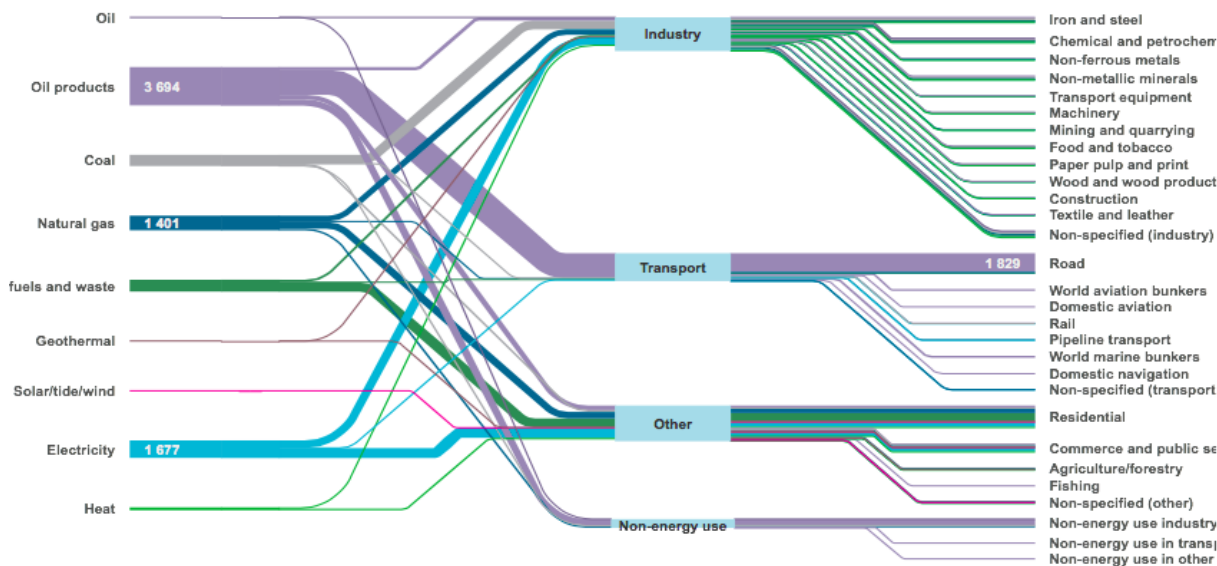 Oil
Oil products
3 694
Coal
Natural gas
1 401
fuels and waste
Geothermal
Solar/tide/wind
Electricity
1 677
Heat
Industry
Transport
Other
Non-energy use
Iron and steel
Chemical and petrochem
Non-ferrous metals
Non-metallic minerals
Transport equipment
Machinery
Mining and quarrying
Food and tobacco
Paper pulp and print
Wood and wood product
Construction
Textile and leather
Non-specified (industry)
1 829
Road
World aviation bunkers
Domestic aviation
Rail
Pipeline transport
World marine bunkers
Domestic navigation
Non-specified (transport
Residential
Commerce and public se
Agriculture/forestry
Fishing
Non-specified (other)
Non-energy use industry
Non-energy use in transp
Non-energy use in other